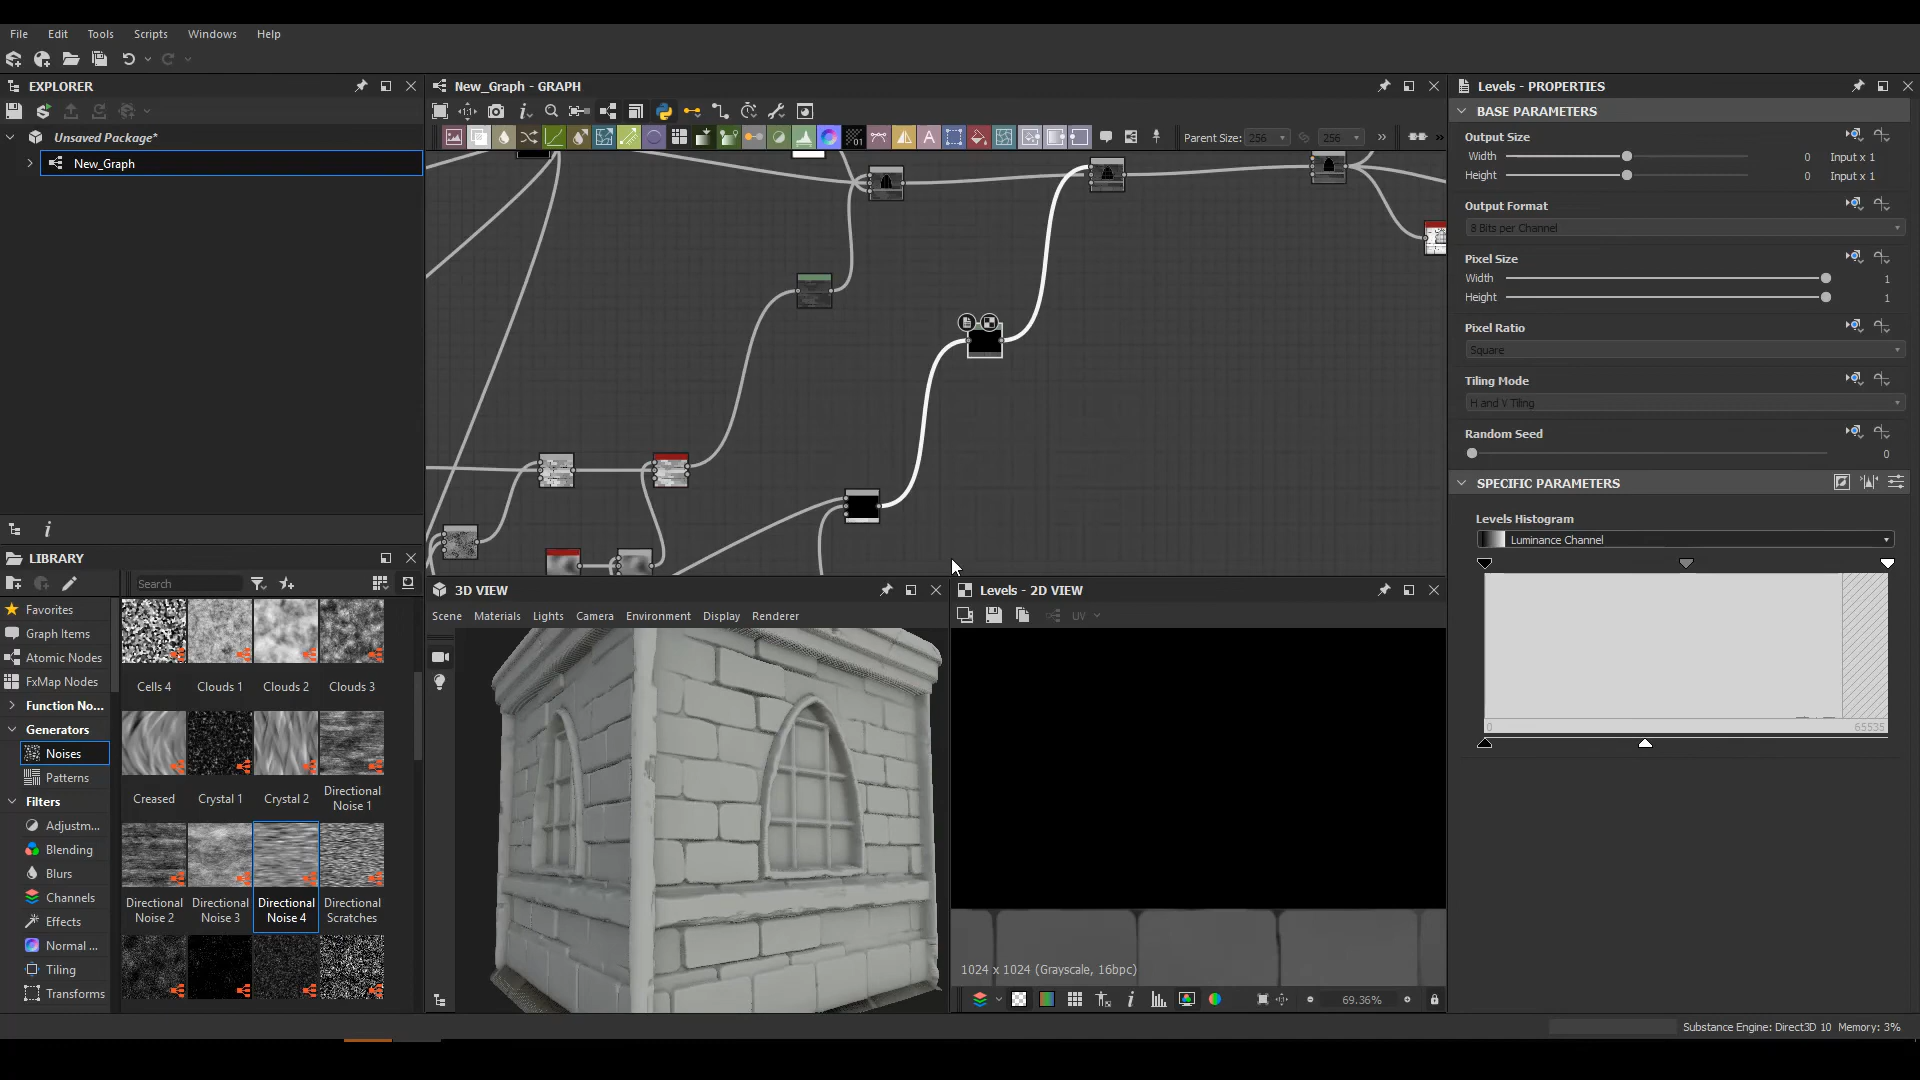 File Edit Tools Scripts Windows Help
EXPLORER
Unsaved Package*
New_Graph
New_Graph - GRAPH
Parent Size: 256 256
LIBRARY
Search
Favorites
Graph Items
Atomic Nodes
FxMap Nodes
Function No...
Generators
Noises
Patterns
Filters
Adjustm...
Blending
Blurs
Channels
Effects
Normal ...
Tiling
Transforms
Cells 4 Clouds 1 Clouds 2 Clouds 3
Creased Crystal 1 Crystal 2 Directional Noise 1
Directional Noise 2 Directional Noise 3 Directional Noise 4 Directional Scratches
3D VIEW
Scene Materials Lights Camera Environment Display Renderer
Levels - 2D VIEW
UV
1024 x 1024 (Grayscale, 16bpc)
69.36%
Levels - PROPERTIES
BASE PARAMETERS
Output Size
Width 0 Input x 1
Height 0 Input x 1
Output Format
8 Bits per Channel
Pixel Size
Width 1
Height 1
Pixel Ratio
Square
Tiling Mode
H and V Tiling
Random Seed
0
SPECIFIC PARAMETERS
Levels Histogram
Luminance Channel
0 65535
Substance Engine: Direct3D 10 Memory: 3%